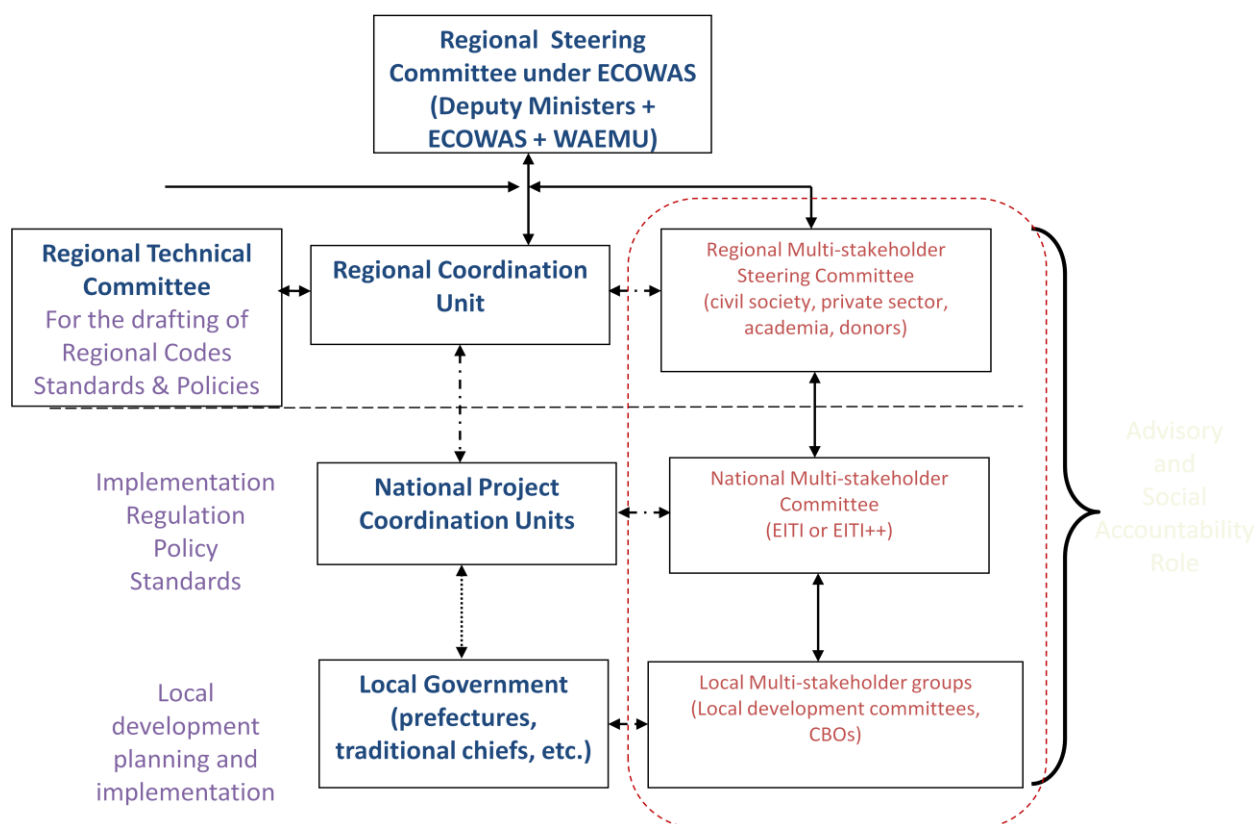 Regional Steering
Committee under ECOWAS
(Deputy Ministers +
ECOWAS + WAEMU)
Regional Technical
Committee
For the drafting of
Regional Codes
Standards & Policies
Regional Coordination
Unit
Regional Multi-stakeholder
Steering Committee
(civil society, private sector,
academia, donors)
Advisory
and
Social
Accountability
Role
Implementation
Regulation
Policy
Standards
National Project
Coordination Units
National Multi-stakeholder
Committee
(EITI or EITI++)
Local
development
planning and
implementation
Local Government
(prefectures,
traditional chiefs, etc.)
Local Multi-stakeholder groups
(Local development committees,
CBOs)